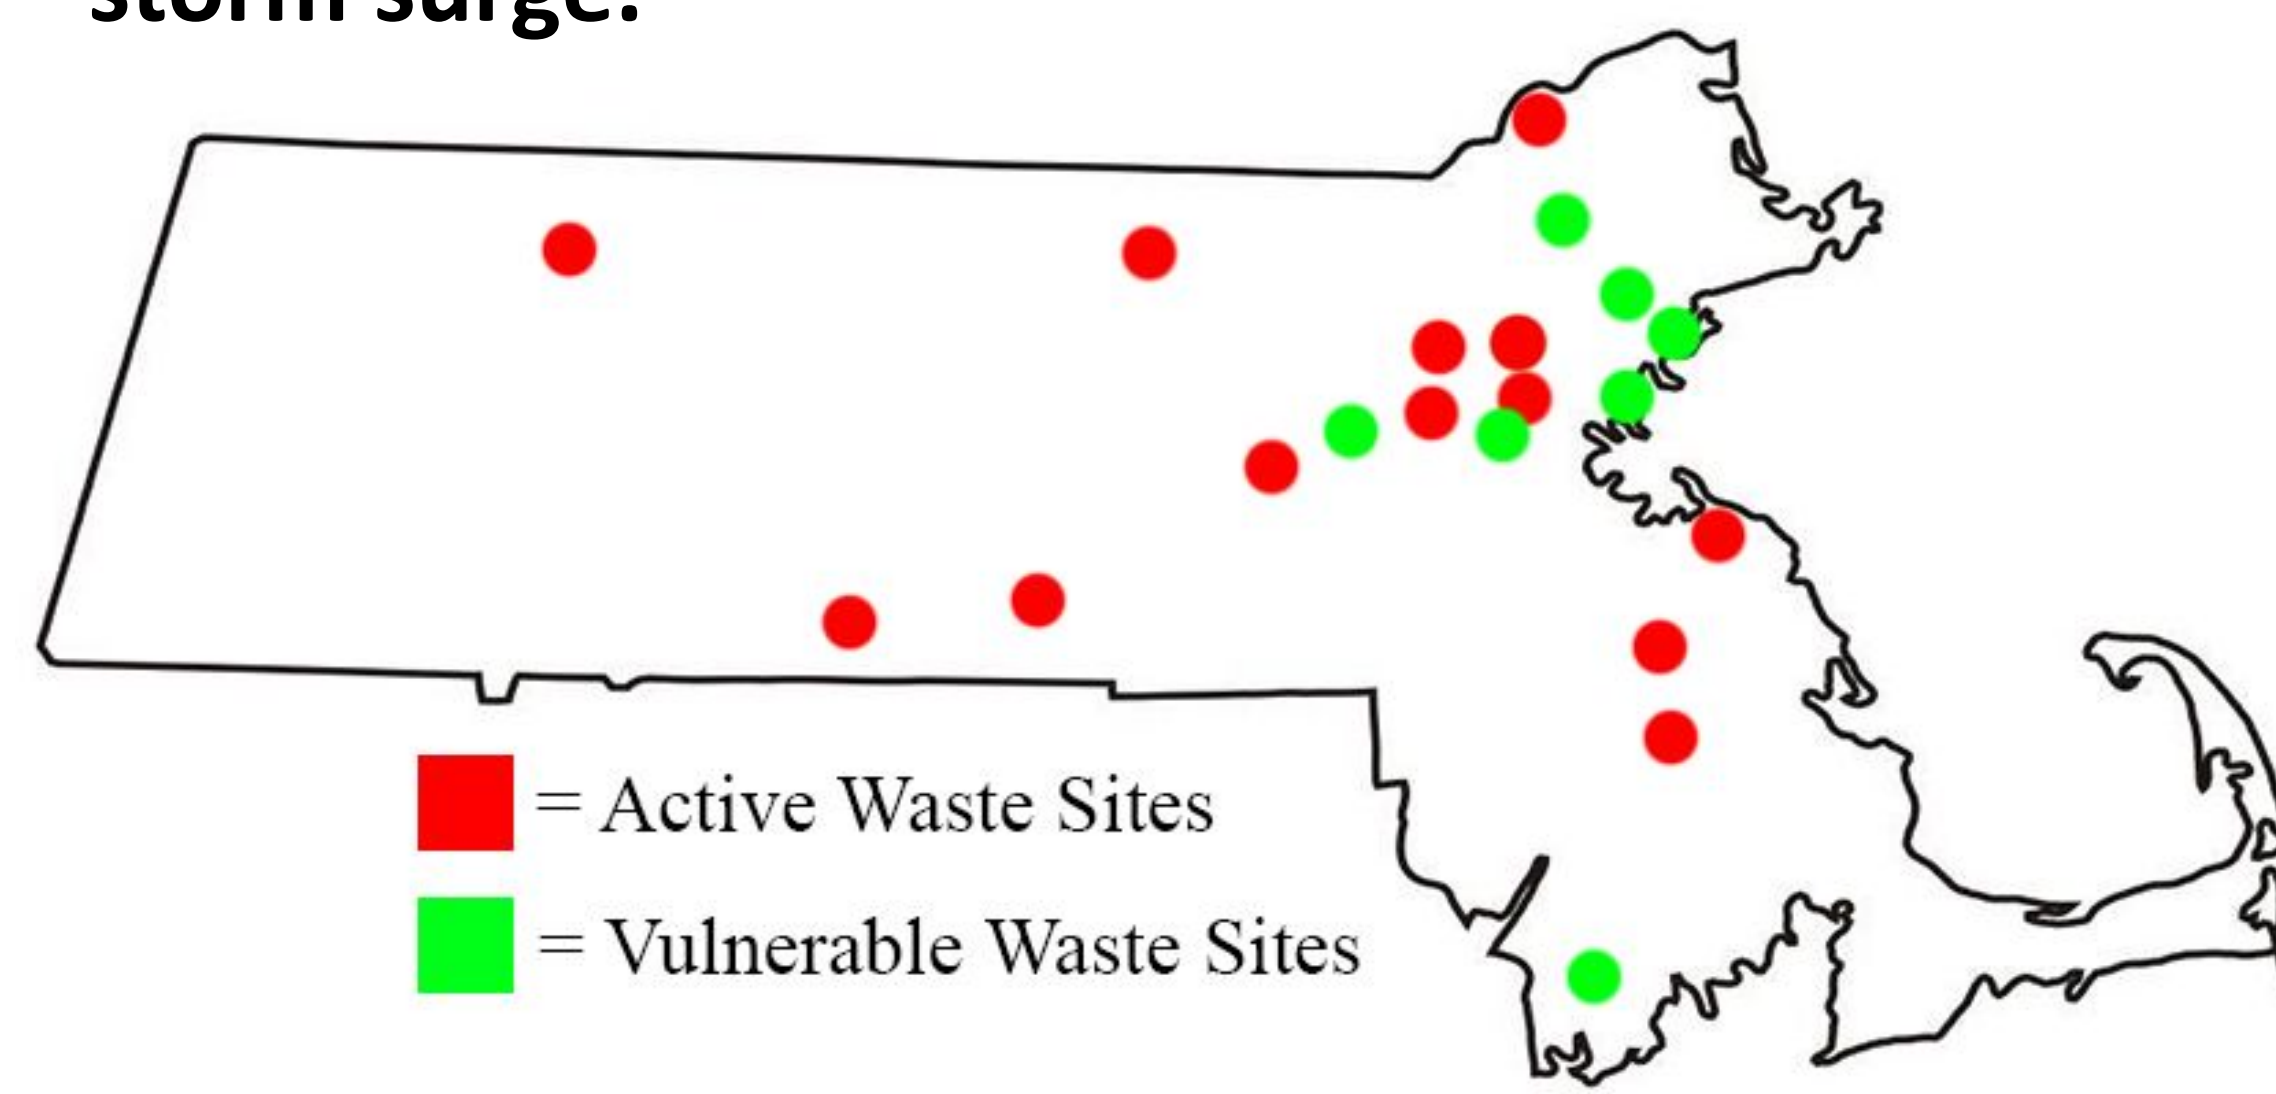 storm surge.
= Active Waste Sites
= Vulnerable Waste Sites